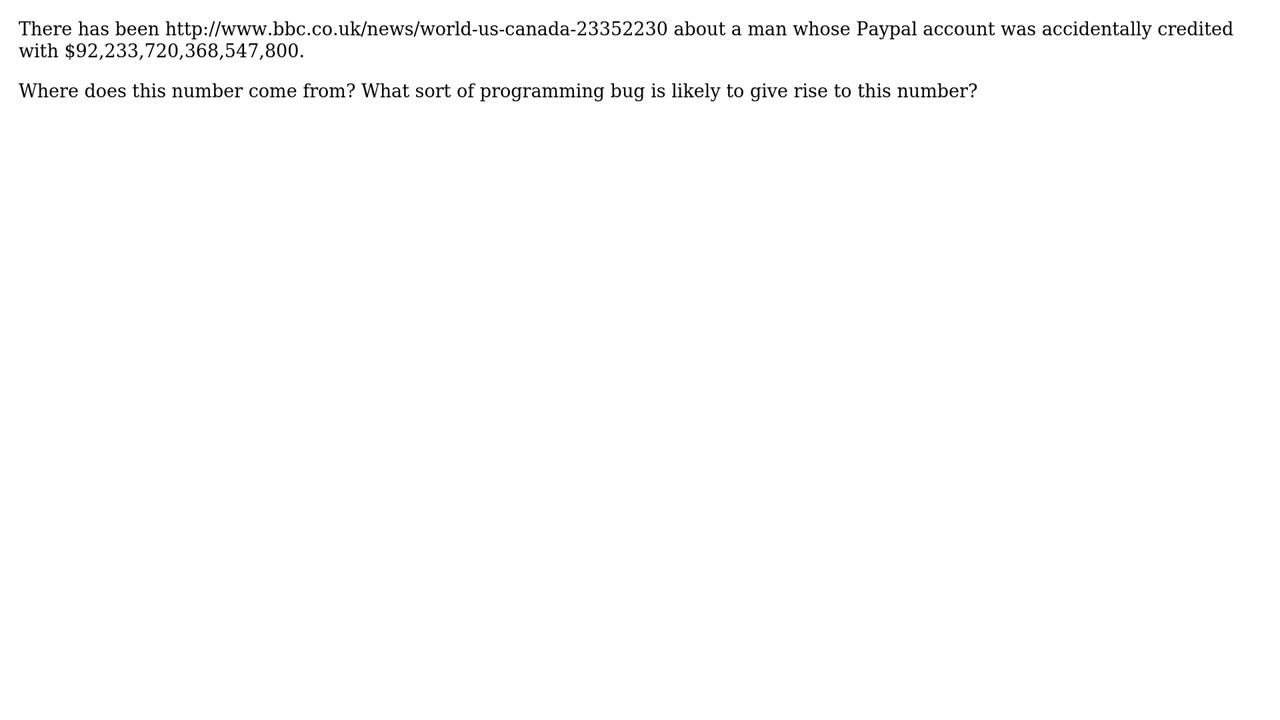 There has been http://www.bbc.co.uk/news/world-us-canada-23352230 about a man whose Paypal account was accidentally credited
with $92,233,720,368,547,800.
Where does this number come from? What sort of programming bug is likely to give rise to this number?